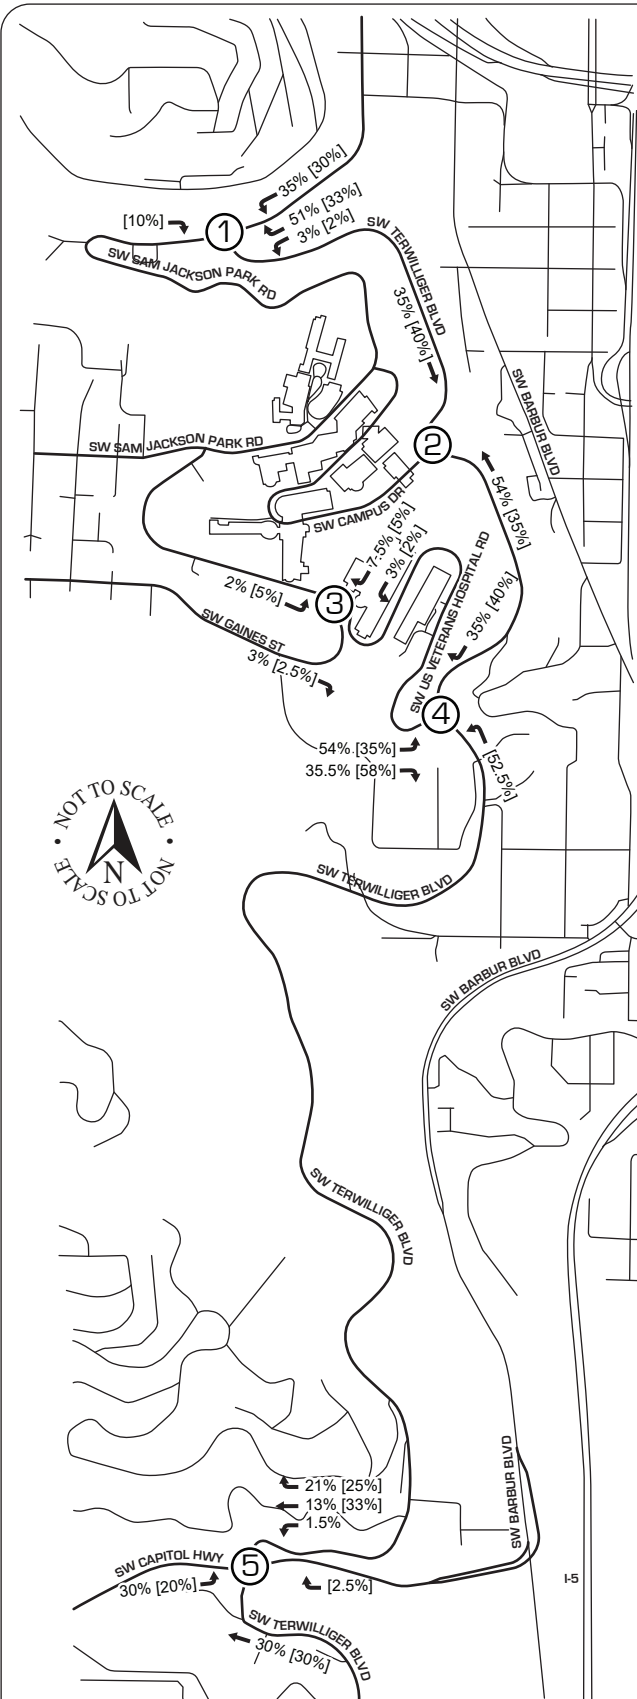 35% [30%]
51% [33%]
3% [2%]
[10%]
1
SW TERWILLIGER BLVD
SW SAM JACKSON PARK RD
35% [40%]
SW BARBUR BLVD
2
SW SAM JACKSON PARK RD
54% [35%]
SW CAMPUS DR
7.5% [5%]
3% [2%]
SW US VETERANS HOSPITAL RD
35% [40%]
2% [5%]
3
SW GAINES ST
3% [2.5%]
4
54% [35%]
35.5% [58%]
[52.5%]
NOT TO SCALE
N
NOT TO SCALE
SW TERWILLIGER BLVD
SW BARBUR BLVD
SW TERWILLIGER BLVD
SW BARBUR BLVD
21% [25%]
13% [33%]
1.5%
SW CAPITOL HWY
5
30% [20%]
[2.5%]
I-5
SW TERWILLIGER BLVD
30% [30%]